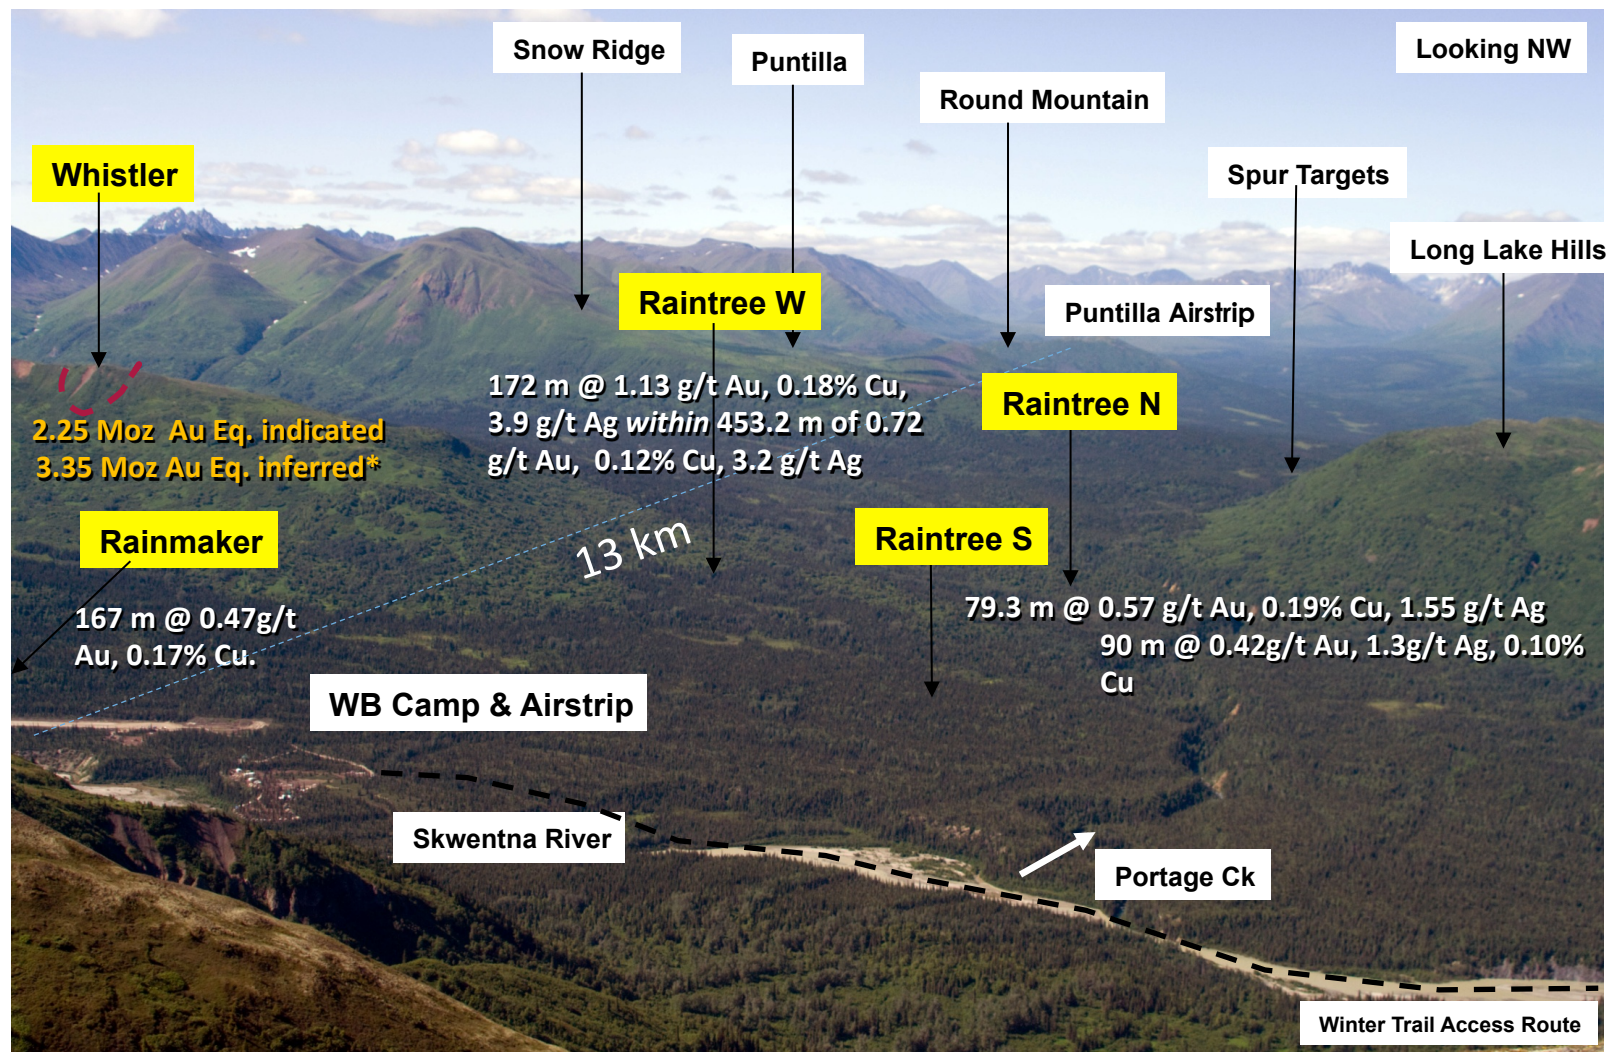 Snow Ridge
Puntilla
Looking NW
Round Mountain
Whistler
Spur Targets
Long Lake Hills
Raintree W
Puntilla Airstrip
172 m @ 1.13 g/t Au, 0.18% Cu,
3.9 g/t Ag within 453.2 m of 0.72
g/t Au, 0.12% Cu, 3.2 g/t Ag
Raintree N
2.25 Moz Au Eq. indicated
3.35 Moz Au Eq. inferred*
Rainmaker
13 km
Raintree S
167 m @ 0.47g/t
Au, 0.17% Cu.
79.3 m @ 0.57 g/t Au, 0.19% Cu, 1.55 g/t Ag
90 m @ 0.42g/t Au, 1.3g/t Ag, 0.10%
Cu
WB Camp & Airstrip
Skwentna River
Portage Ck
Winter Trail Access Route